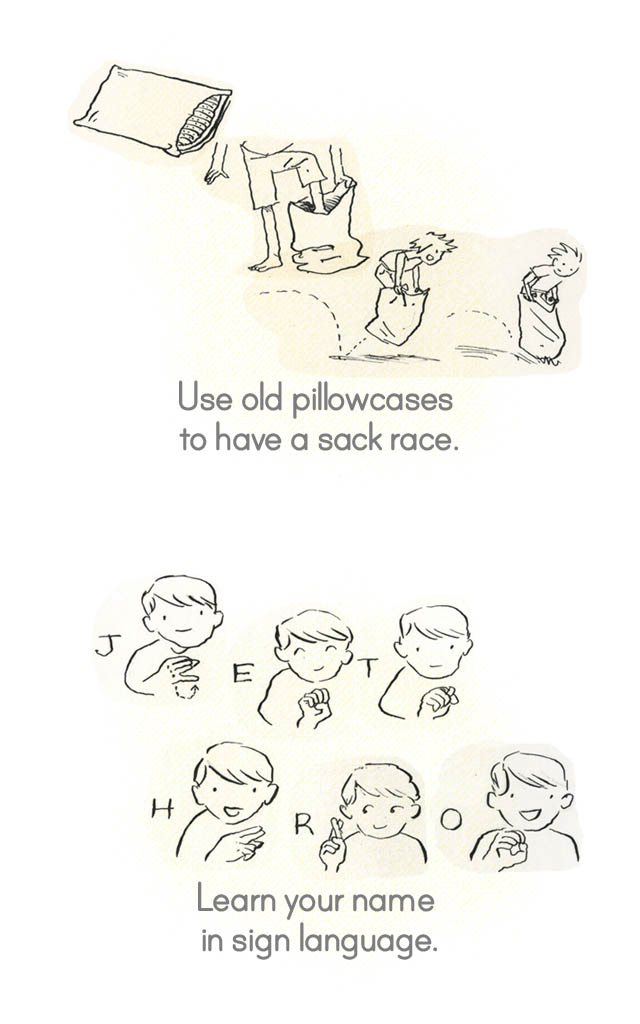 Use old pillowcases
to have a sack race.
J
E
T
H
R
O
Learn your name
in sign language.